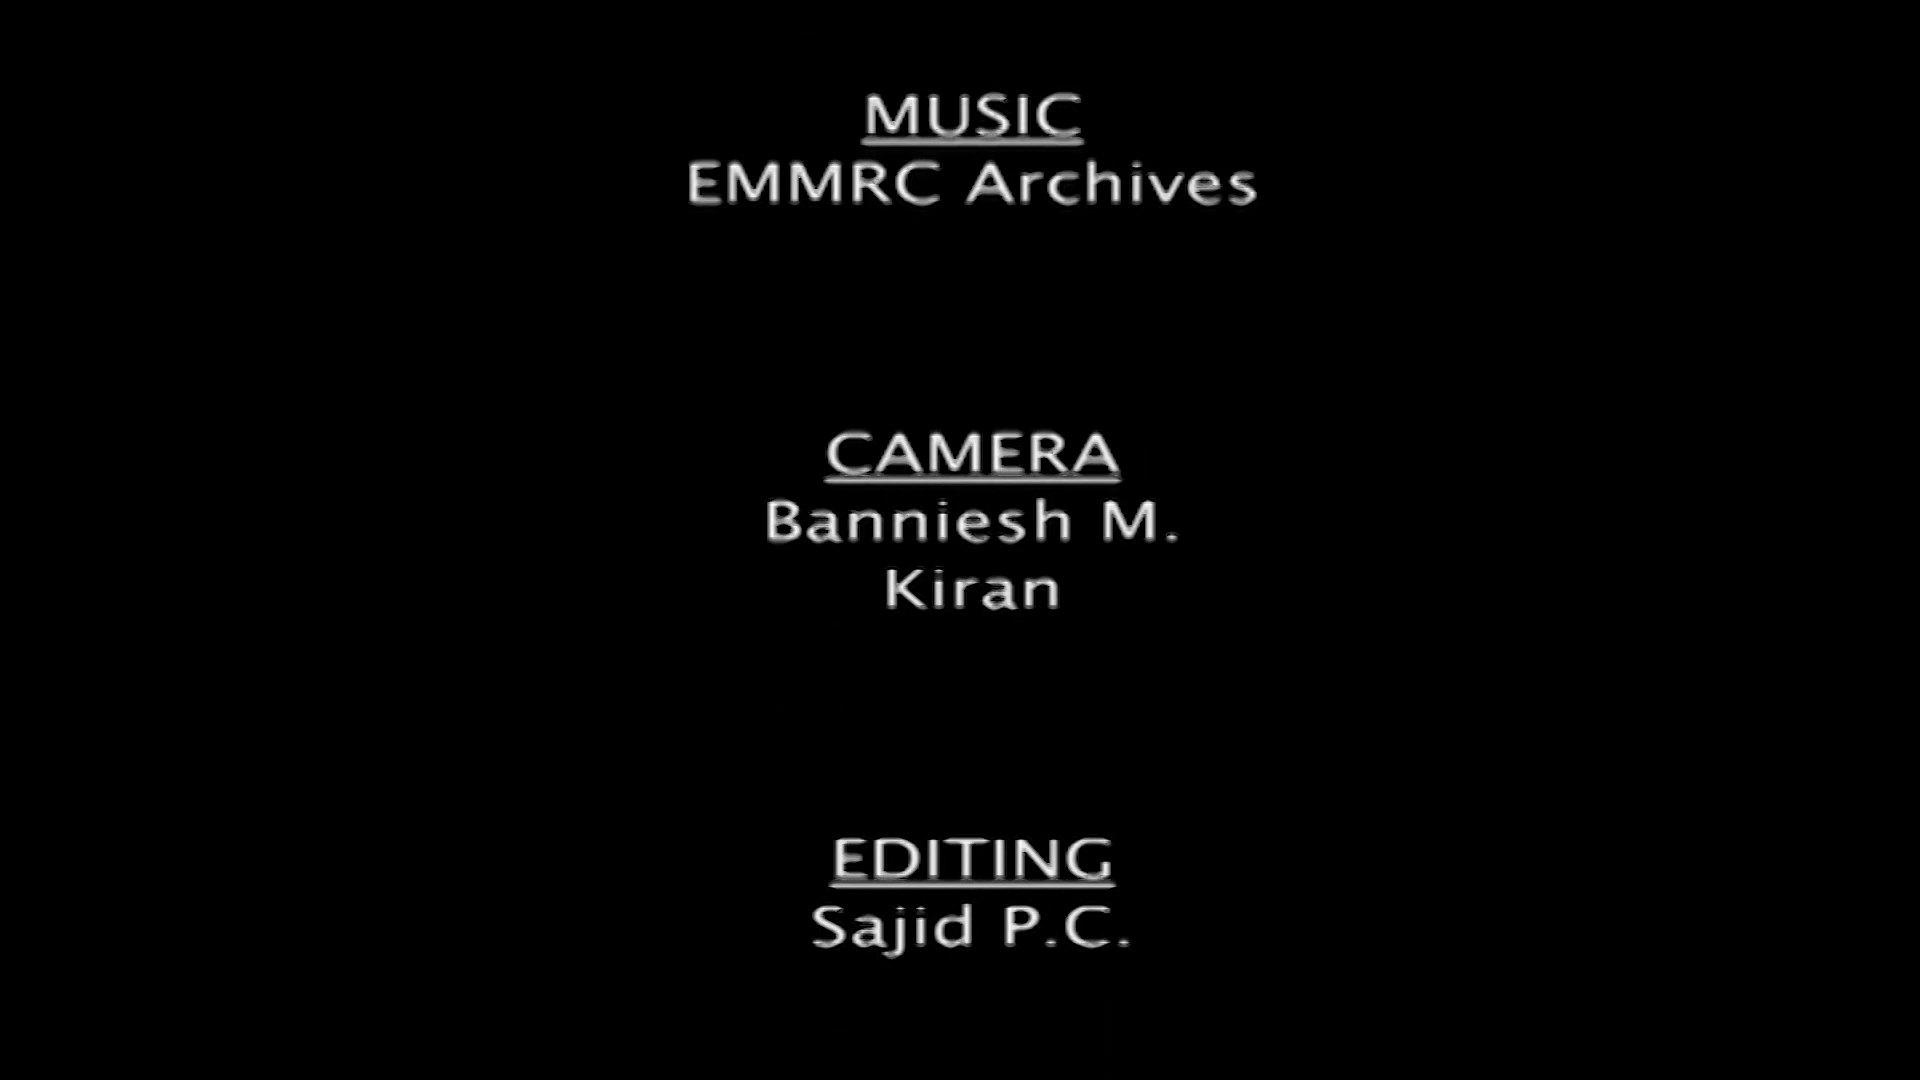 MUSIC
EMMRC Archives
CAMERA
Banniesh M.
Kiran
EDITING
Sajid P.C.